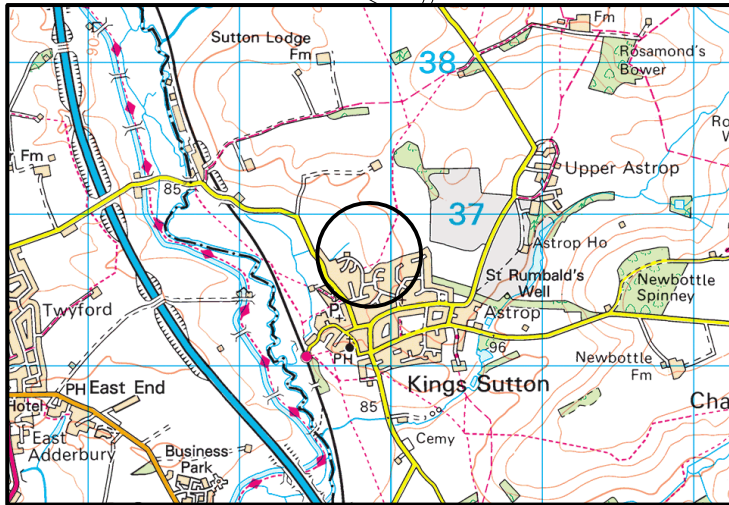 Fm
Sutton Lodge
Fm
Rosamond's
Bower
38
Fm
85
Upper Astrop
37
Astrop Ho
St Rumbald's
Well
Newbottle
Spinney
Twyford
P
Astrop
96
PH
Newbottle
Fm
PH
East End
Kings Sutton
Hotel
85
Cha
East
Adderbury
Business
Park
Cemy